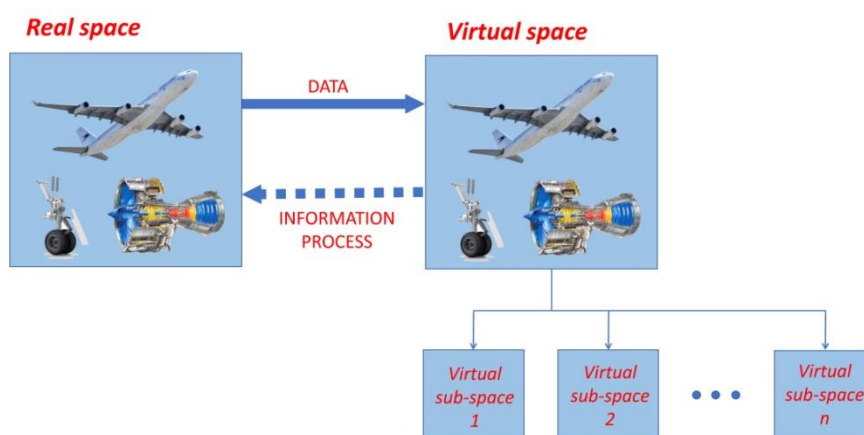 Real space
Virtual space
DATA
INFORMATION
PROCESS
Virtual
sub-space
1
Virtual
sub-space
2
Virtual
sub-space
n